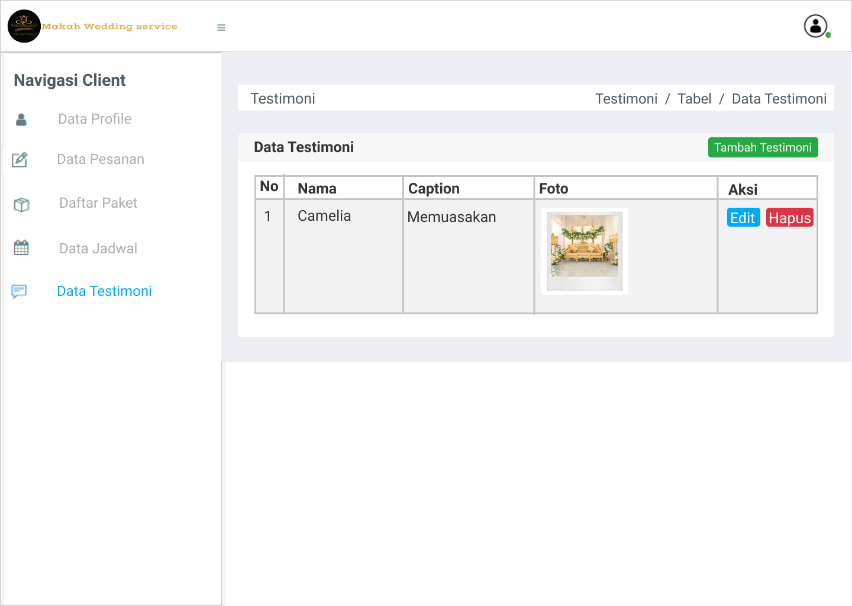 Makah Wedding service
Navigasi Client
Data Profile
Data Pesanan
Daftar Paket
Data Jadwal
Data Testimoni
Testimoni
Testimoni / Tabel / Data Testimoni
Data Testimoni
Tambah Testimoni
No Nama Caption Foto Aksi
1 Camelia Memuasakan Edit Hapus